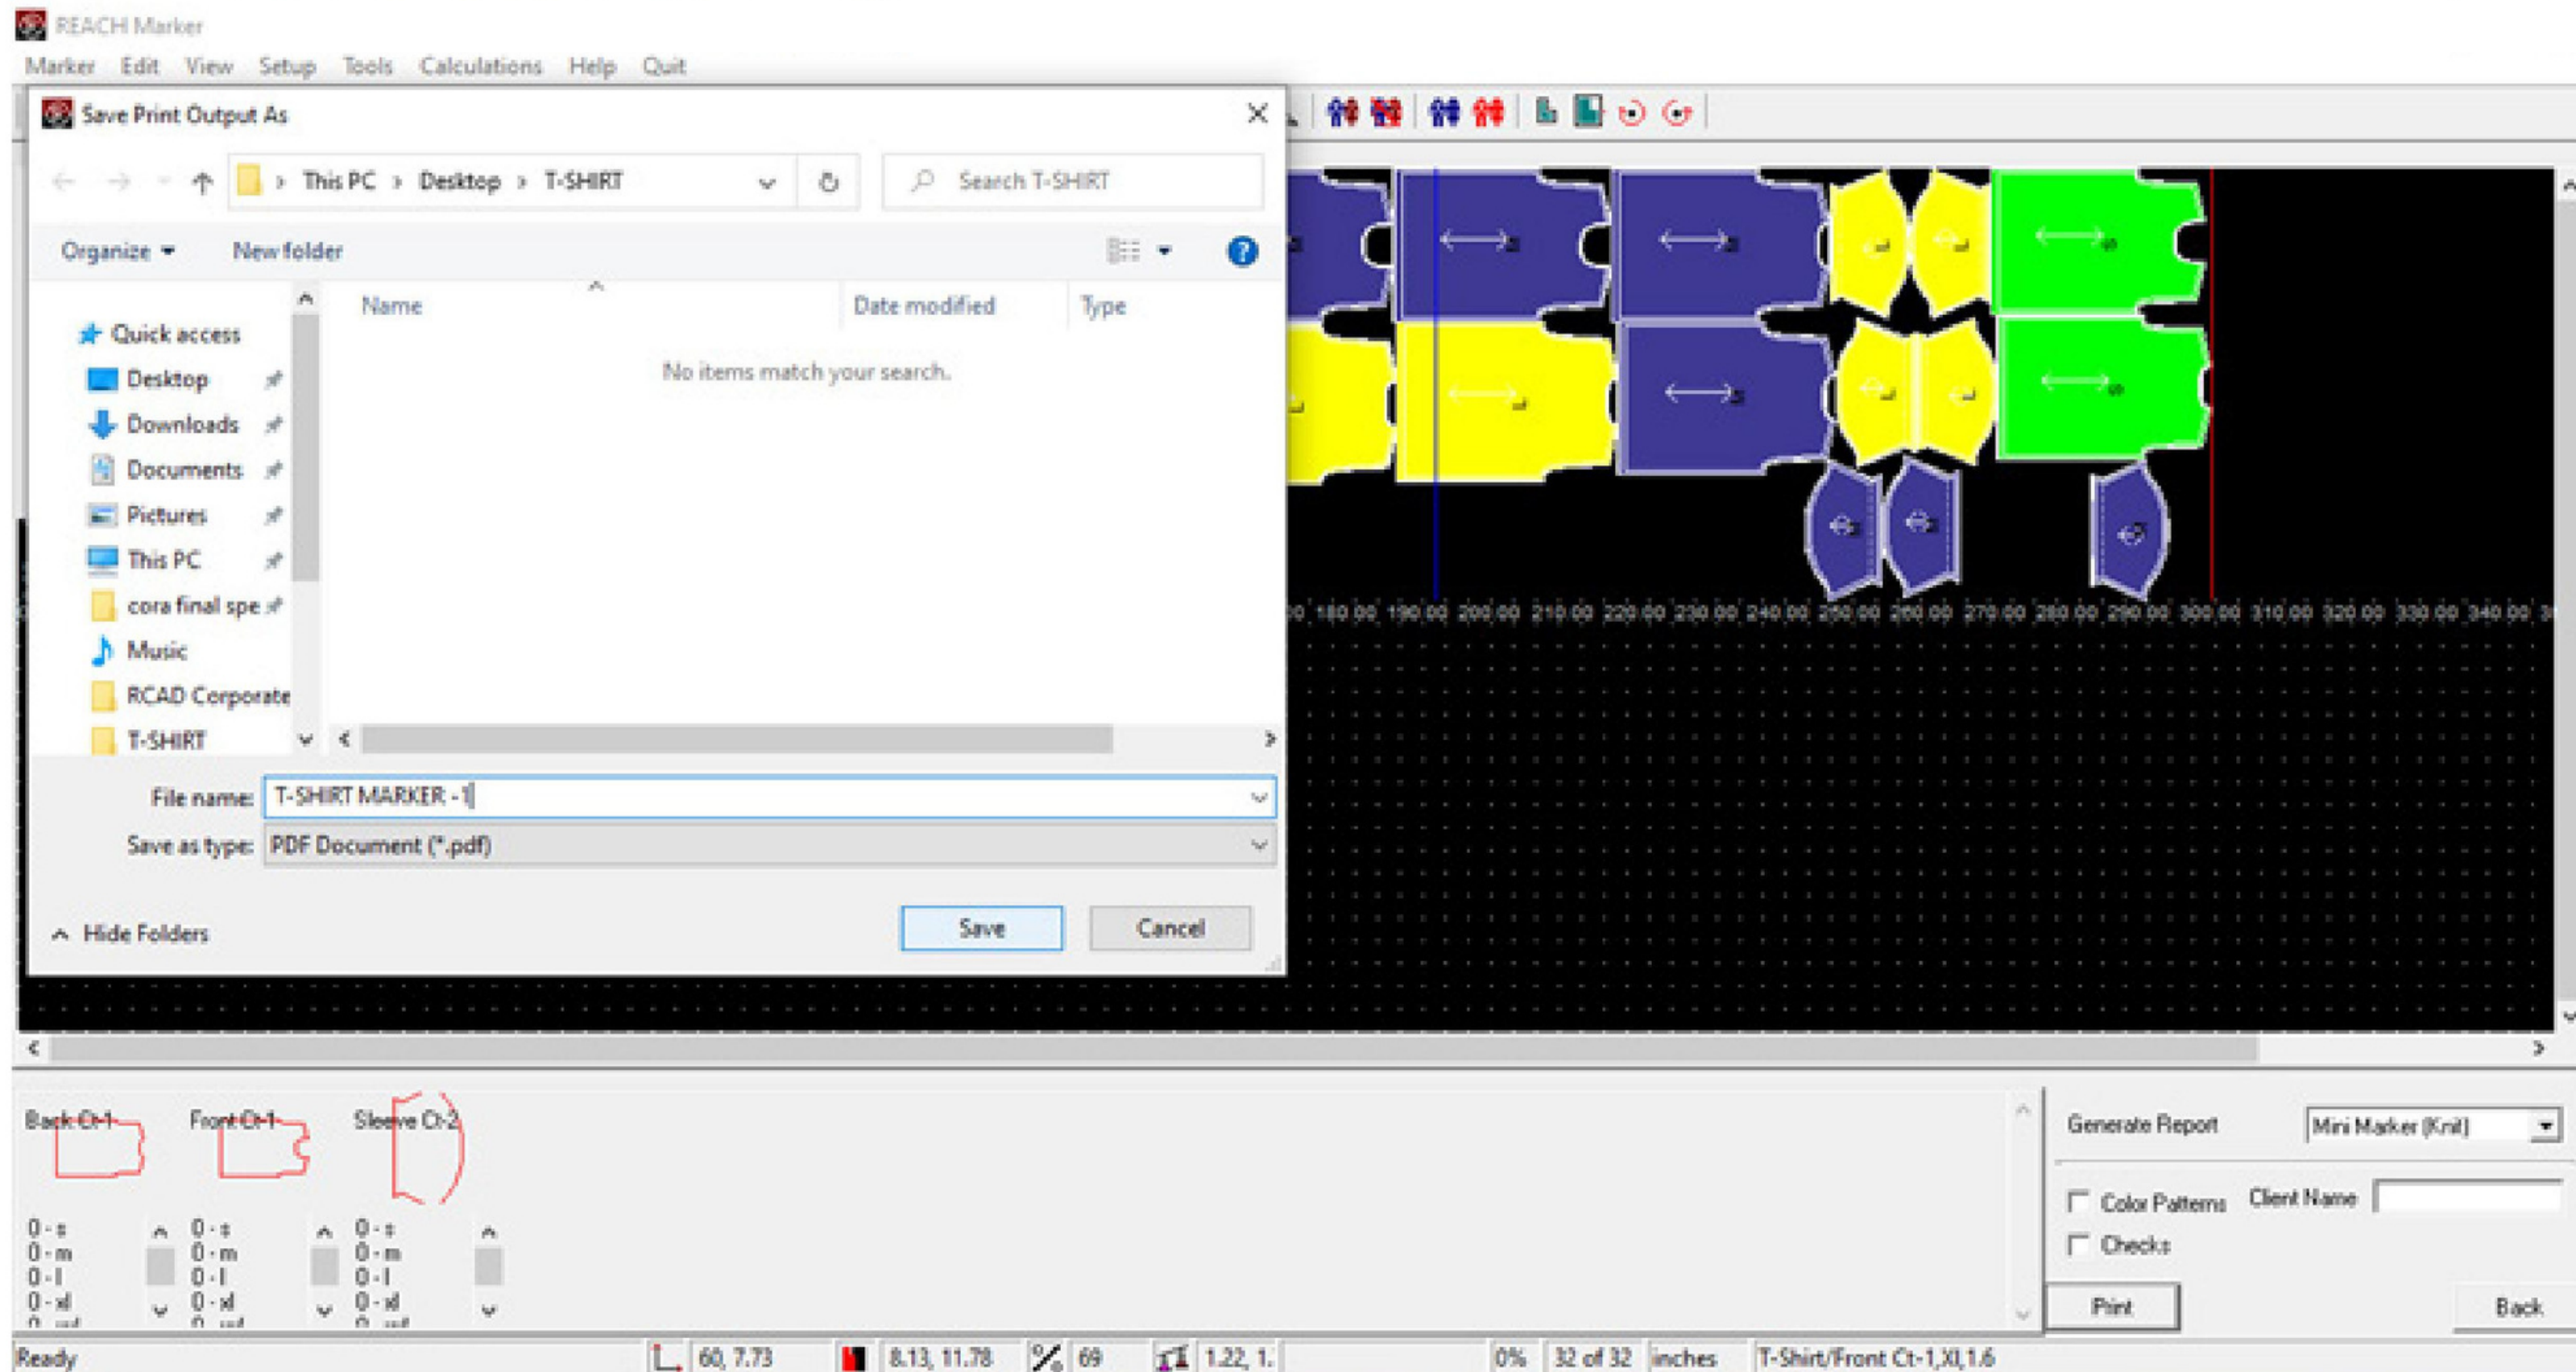 REACH Marker
Marker Edit View Setup Tools Calculations Help Quit
Save Print Output As
This PC › Desktop › T-SHIRT
Search T-SHIRT
Organize New folder
Name Date modified Type
No items match your search.
Quick access
Desktop
Downloads
Documents
Pictures
This PC
cora final spe
Music
RCAD Corporate
T-SHIRT
File name: T-SHIRT MARKER -1
Save as type: PDF Document (*.pdf)
Hide Folders
Save Cancel
180.00 190.00 200.00 210.00 220.00 230.00 240.00 250.00 260.00 270.00 280.00 290.00 300.00 310.00 320.00 330.00 340.00
Back Ct-1 Front Ct-1 Sleeve Ct-2
0 - s 0 - s 0 - s
0 - m 0 - m 0 - m
0 - l 0 - l 0 - l
0 - xl 0 - xl 0 - xl
Generate Report Mini Marker (Knit)
Color Patterns Client Name
Checks
Print Back
Ready 60, 7.73 8.13, 11.78 69 1.22, 1. 0% 32 of 32 inches T-Shirt/Front Ct-1,Xl,1.6